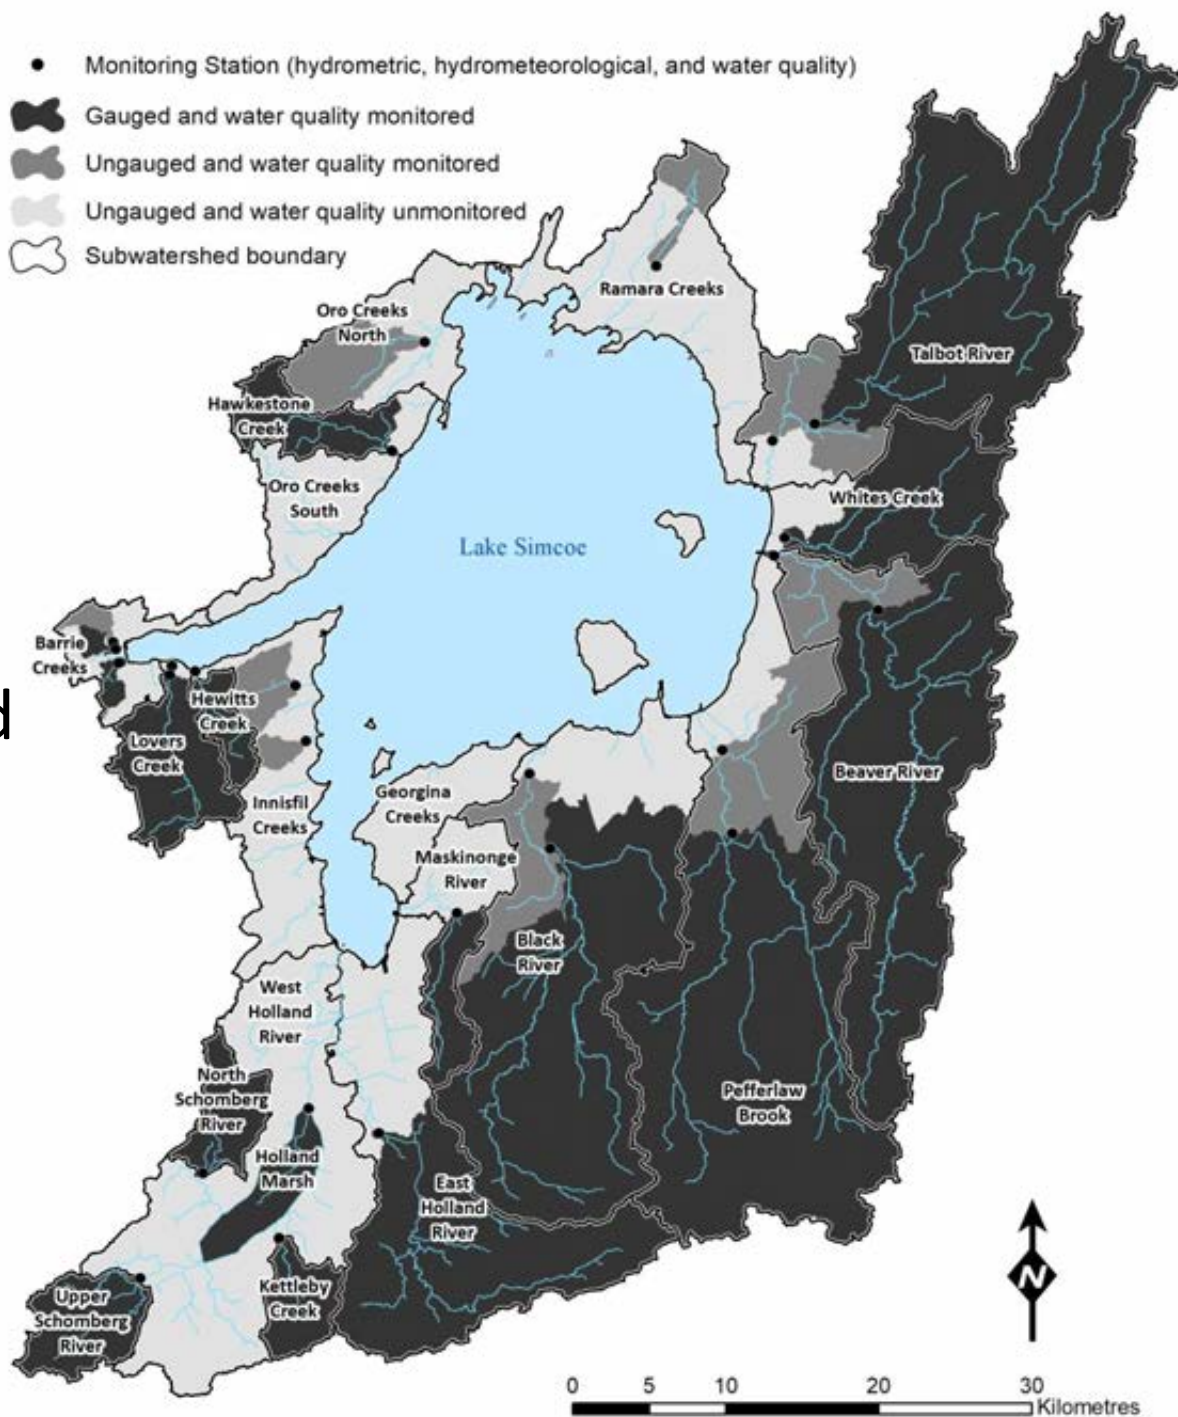 Monitoring Station (hydrometric, hydrometeorological, and water quality)
Gauged and water quality monitored
Ungauged and water quality monitored
Ungauged and water quality unmonitored
Subwatershed boundary
Ramara Creeks
Oro Creeks
North
Talbot River
Hawkestone
Creek
Oro Creeks
South
Whites Creek
Lake Simcoe
Barrie
Creeks
Hewitts
Creek
d
Lovers
Creek
Beaver River
Georgina
Creeks
Innisfil
Creeks
Maskinonge
River
Black
River
West
Holland
River
North
Schomberg
River
Pefferlaw
Brook
Holland
Marsh
East
Holland
River
Kettleby
Creek
Upper
Schomberg
River
N
0 5 10 20 30
Kilometres